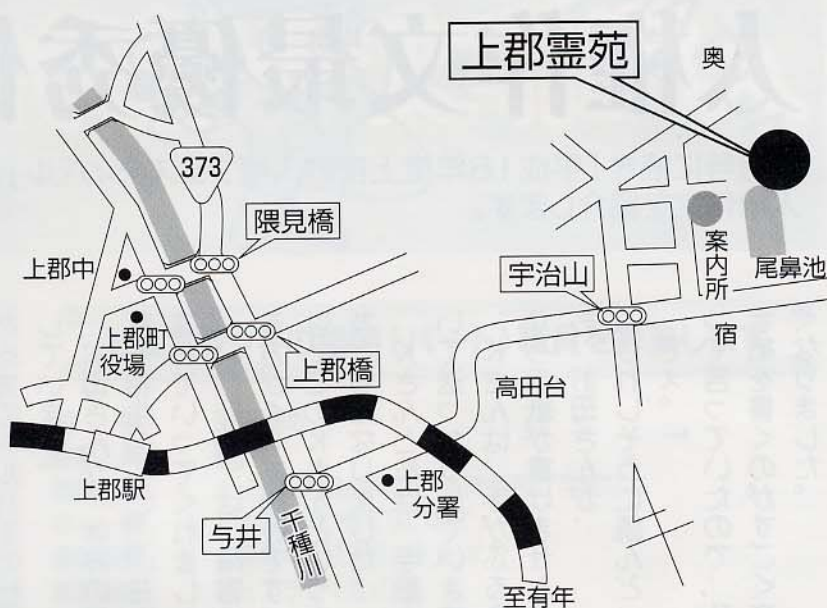 上郡霊苑
奥
373
隈見橋
上郡中
宇治山
案内所
尾鼻池
上郡町
役場
上郡橋
宿
高田台
上郡駅
上郡
分署
与井
千種川
至有年